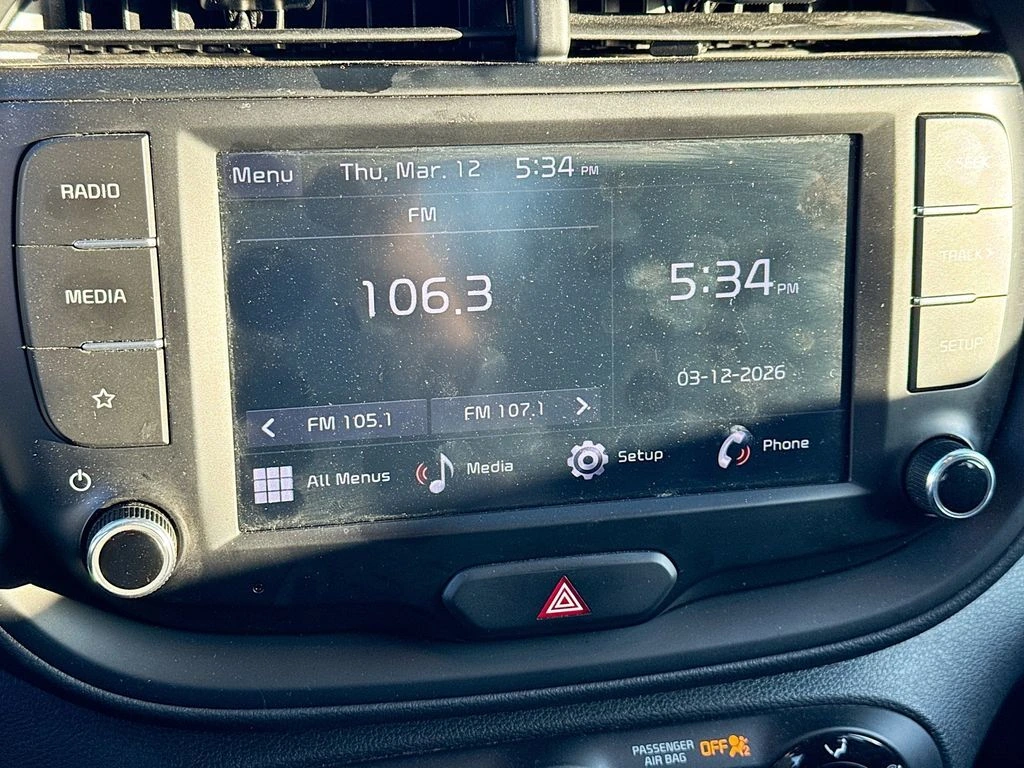 Menu Thu, Mar. 12 5:34 PM
RADIO
MEDIA
FM
106.3
5:34 PM
03-12-2026
< FM 105.1
FM 107.1 >
All Menus
Media
Setup
Phone
TRACK >
SETUP
PASSENGER
AIR BAG
OFF
2